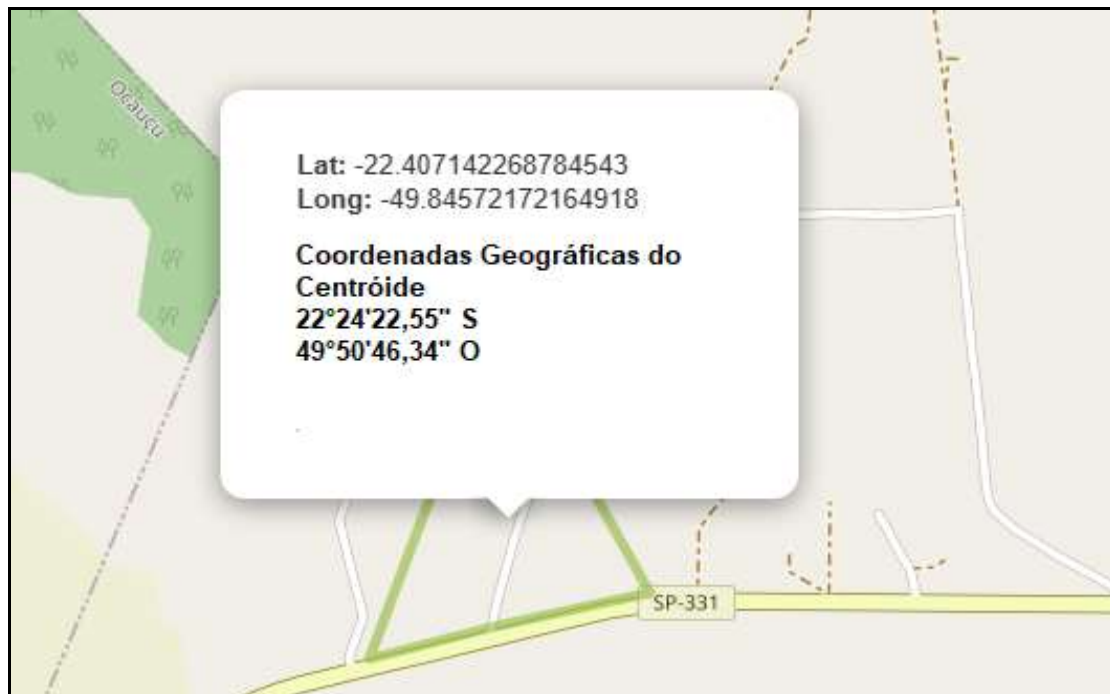 Ocauçu
Lat: -22.407142268784543
Long: -49.84572172164918
Coordenadas Geográficas do
Centróide
22°24'22,55" S
49°50'46,34" O
SP-331